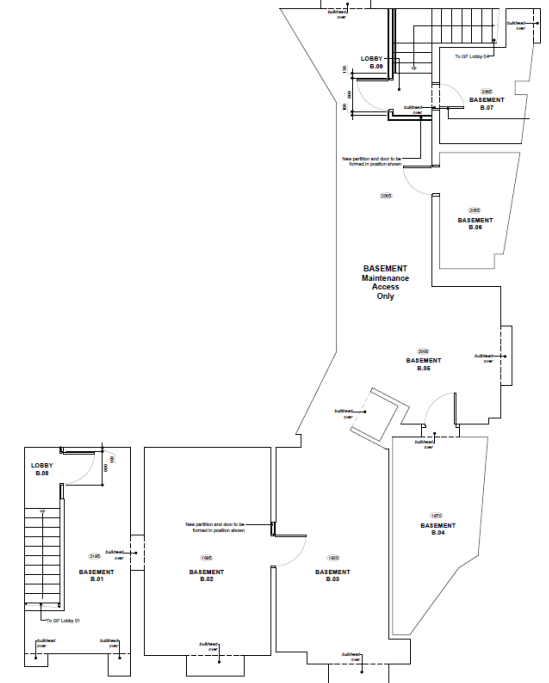 bulkhead
over
bulkhead
over
To GF Lobby 04
LOBBY
B.09
2065
BASEMENT
B.07
bulkhead
over
New partition and door to be
formed in position shown
2005
BASEMENT
B.06
BASEMENT
Maintenance
Access
Only
BASEMENT
B.05
bulkhead
over
bulkhead
over
bulkhead
over
LOBBY
B.08
New partition and door to be
formed in position shown
1970
BASEMENT
B.04
2195
bulkhead
over
BASEMENT
B.01
1695
BASEMENT
B.02
1920
BASEMENT
B.03
To GF Lobby 01
bulkhead
over
bulkhead
over
bulkhead
over
bulkhead
over